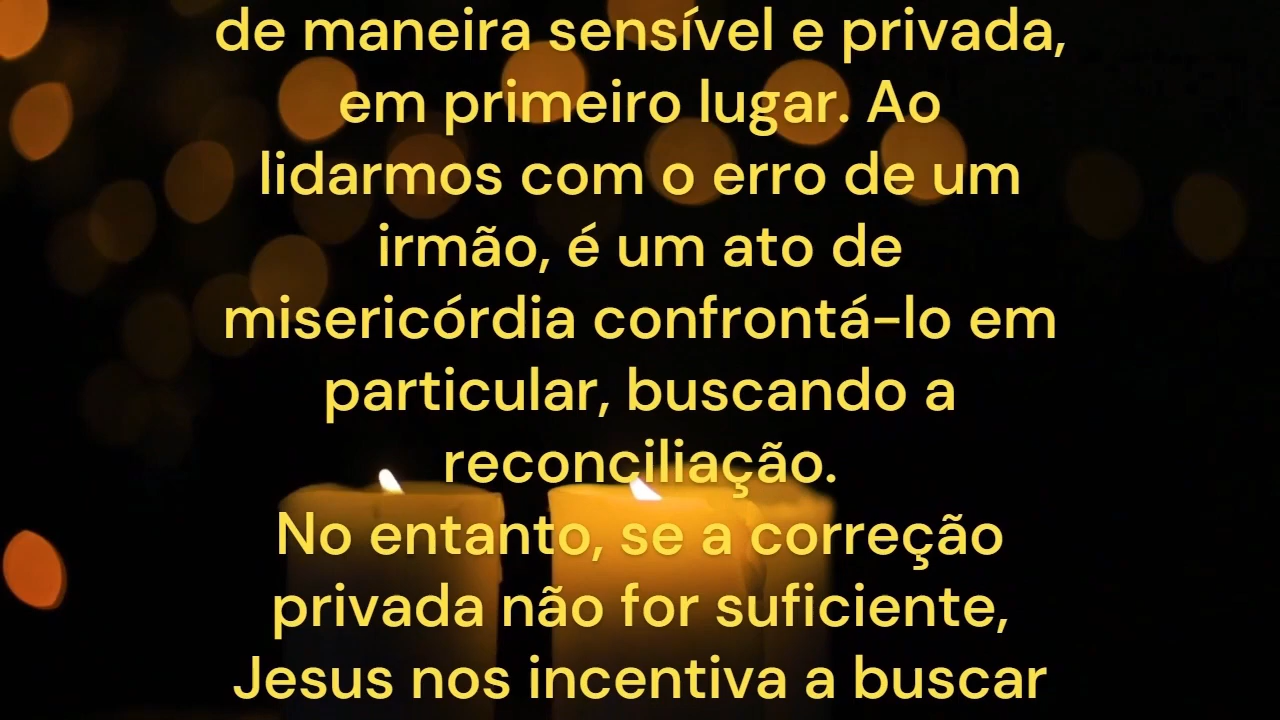 de maneira sensível e privada,
em primeiro lugar. Ao
lidarmos com o erro de um
irmão, é um ato de
misericórdia confrontá-lo em
particular, buscando a
reconciliação.
No entanto, se a correção
privada não for suficiente,
Jesus nos incentiva a buscar